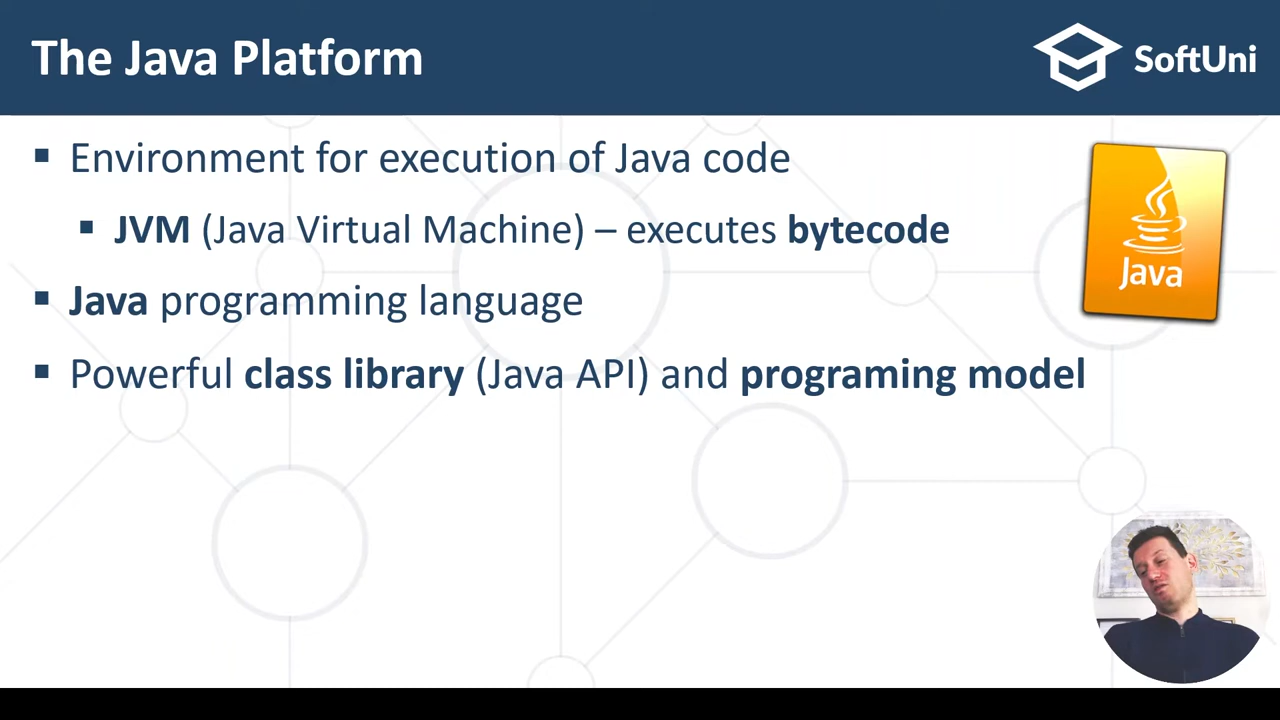 The Java Platform
SoftUni
▪ Environment for execution of Java code
▪ JVM (Java Virtual Machine) – executes bytecode
▪ Java programming language
▪ Powerful class library (Java API) and programing model
Java